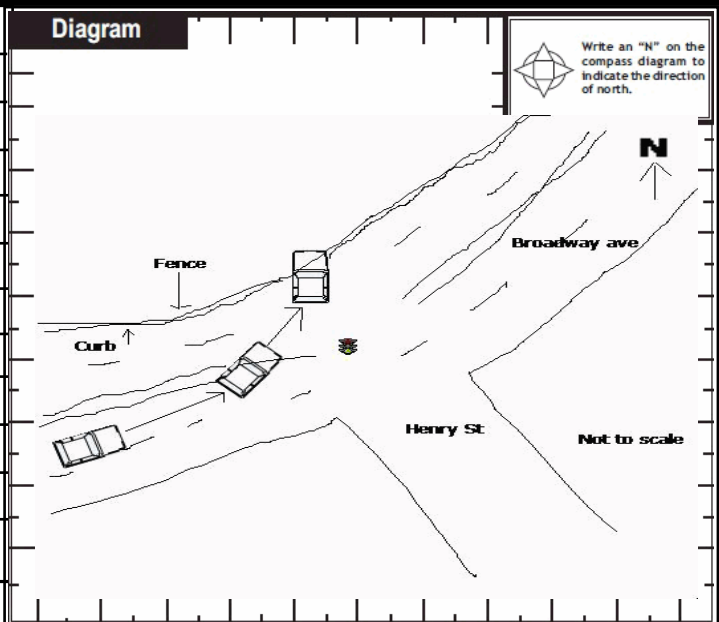 Diagram
Write an "N" on the
compass diagram to
indicate the direction
of north.
N
Broadway ave
Fence
Curb
Henry St
Not to scale